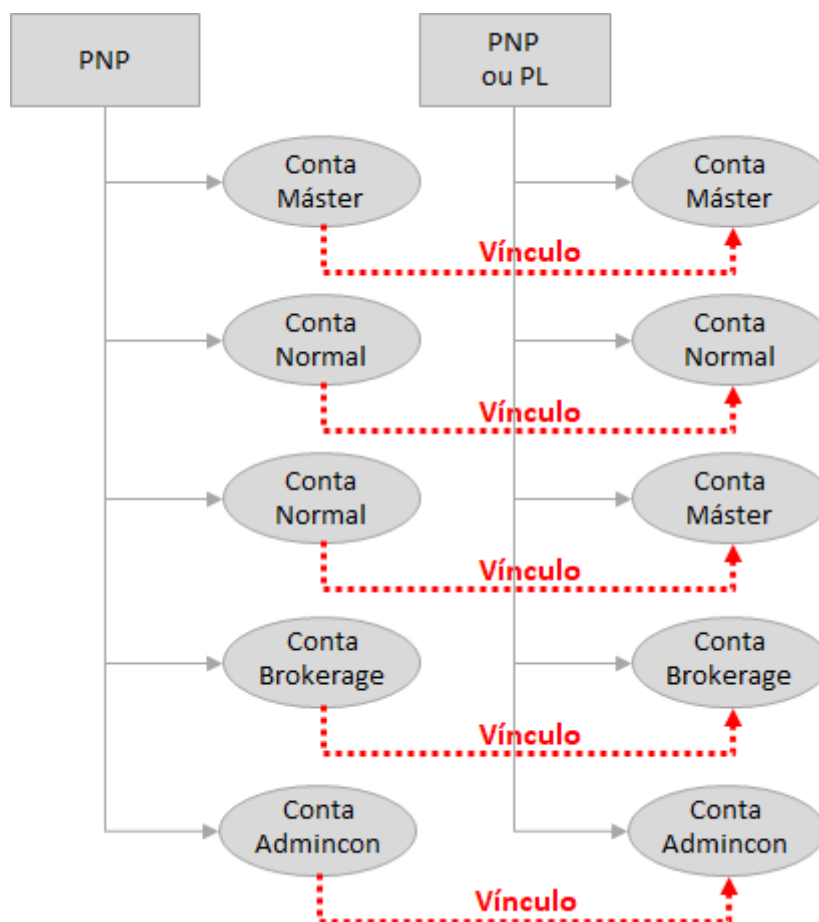 PNP
PNP
ou PL
Conta
Máster
Conta
Máster
Vínculo
Conta
Normal
Conta
Normal
Vínculo
Conta
Normal
Conta
Máster
Vínculo
Conta
Brokerage
Conta
Brokerage
Vínculo
Conta
Admincon
Conta
Admincon
Vínculo